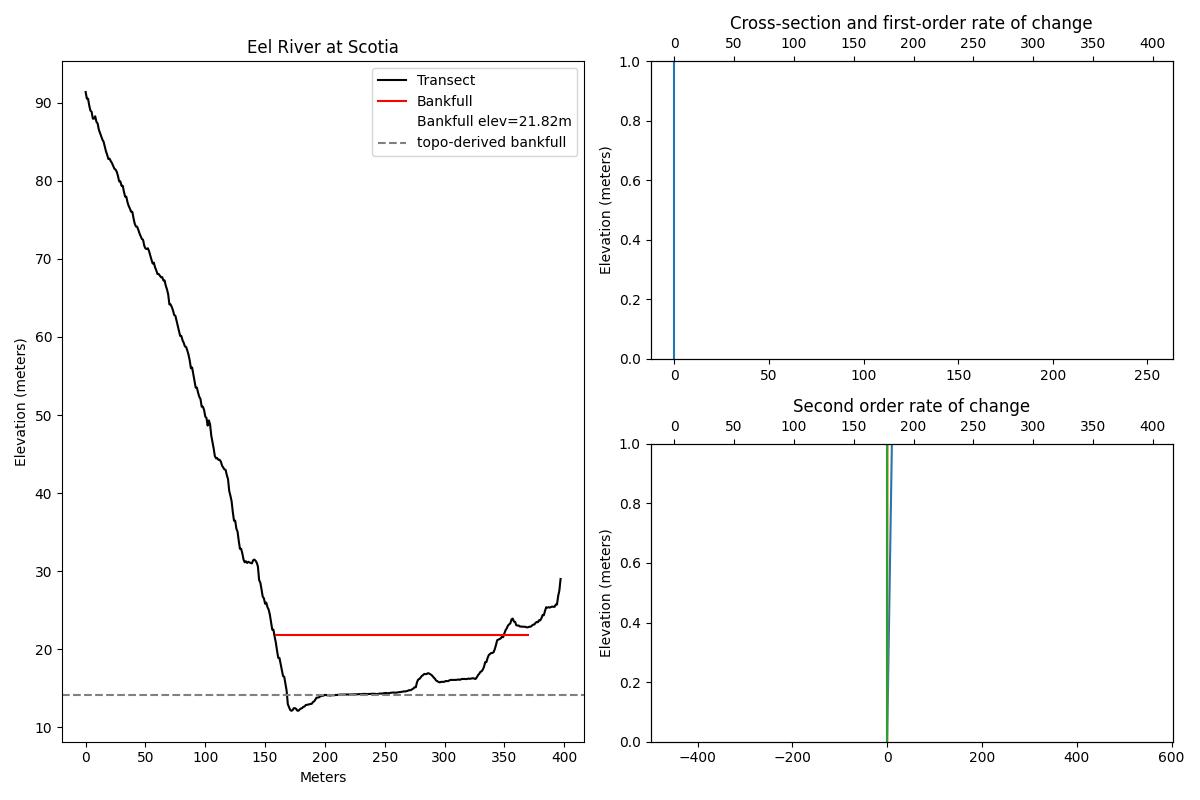 Eel River at Scotia
Transect
Bankfull
Bankfull elev=21.82m
topo-derived bankfull
Elevation (meters)
90
80
70
60
50
40
30
20
10
0 50 100 150 200 250 300 350 400
Meters
Cross-section and first-order rate of change
0 50 100 150 200 250 300 350 400
Elevation (meters)
1.0
0.8
0.6
0.4
0.2
0.0
0 50 100 150 200 250
Second order rate of change
0 50 100 150 200 250 300 350 400
Elevation (meters)
1.0
0.8
0.6
0.4
0.2
0.0
−400 −200 0 200 400 600